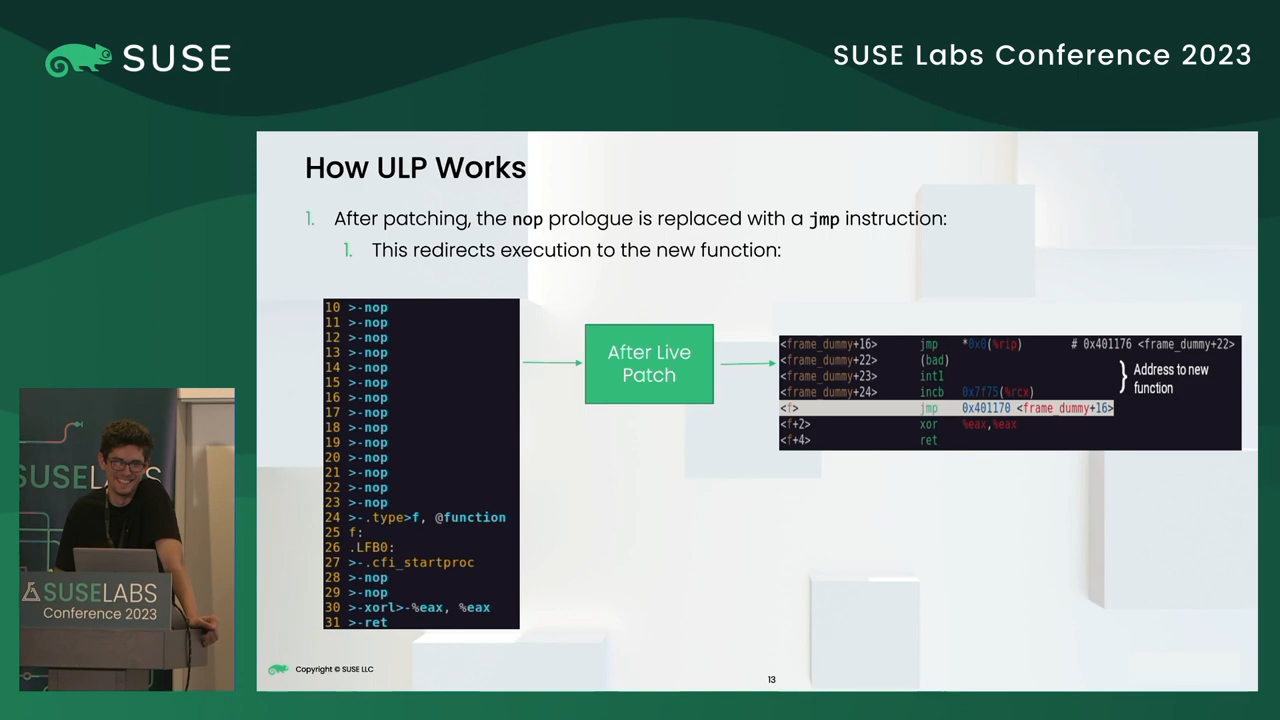 SUSE
SUSE Labs Conference 2023
How ULP Works
1. After patching, the nop prologue is replaced with a jmp instruction:
1. This redirects execution to the new function:
10 >-nop
11 >-nop
12 >-nop
13 >-nop
14 >-nop
15 >-nop
16 >-nop
17 >-nop
18 >-nop
19 >-nop
20 >-nop
21 >-nop
22 >-nop
23 >-nop
24 >-.type>f, @function
25 f:
26 .LFB0:
27 >-.cfi_startproc
28 >-nop
29 >-nop
30 >-xorl>-%eax, %eax
31 >-ret
After Live
Patch
<frame_dummy+16> jmp *0x0(%rip) # 0x401176 <frame_dummy+22>
<frame_dummy+22> (bad)
<frame_dummy+23> int1
<frame_dummy+24> incb 0x7f75(%rcx)
<f> jmp 0x401170 <frame_dummy+16>
<f+2> xor %eax,%eax
<f+4> ret
} Address to new
function
SUSELABS
SUSELABS
Conference 2023
Copyright © SUSE LLC
13